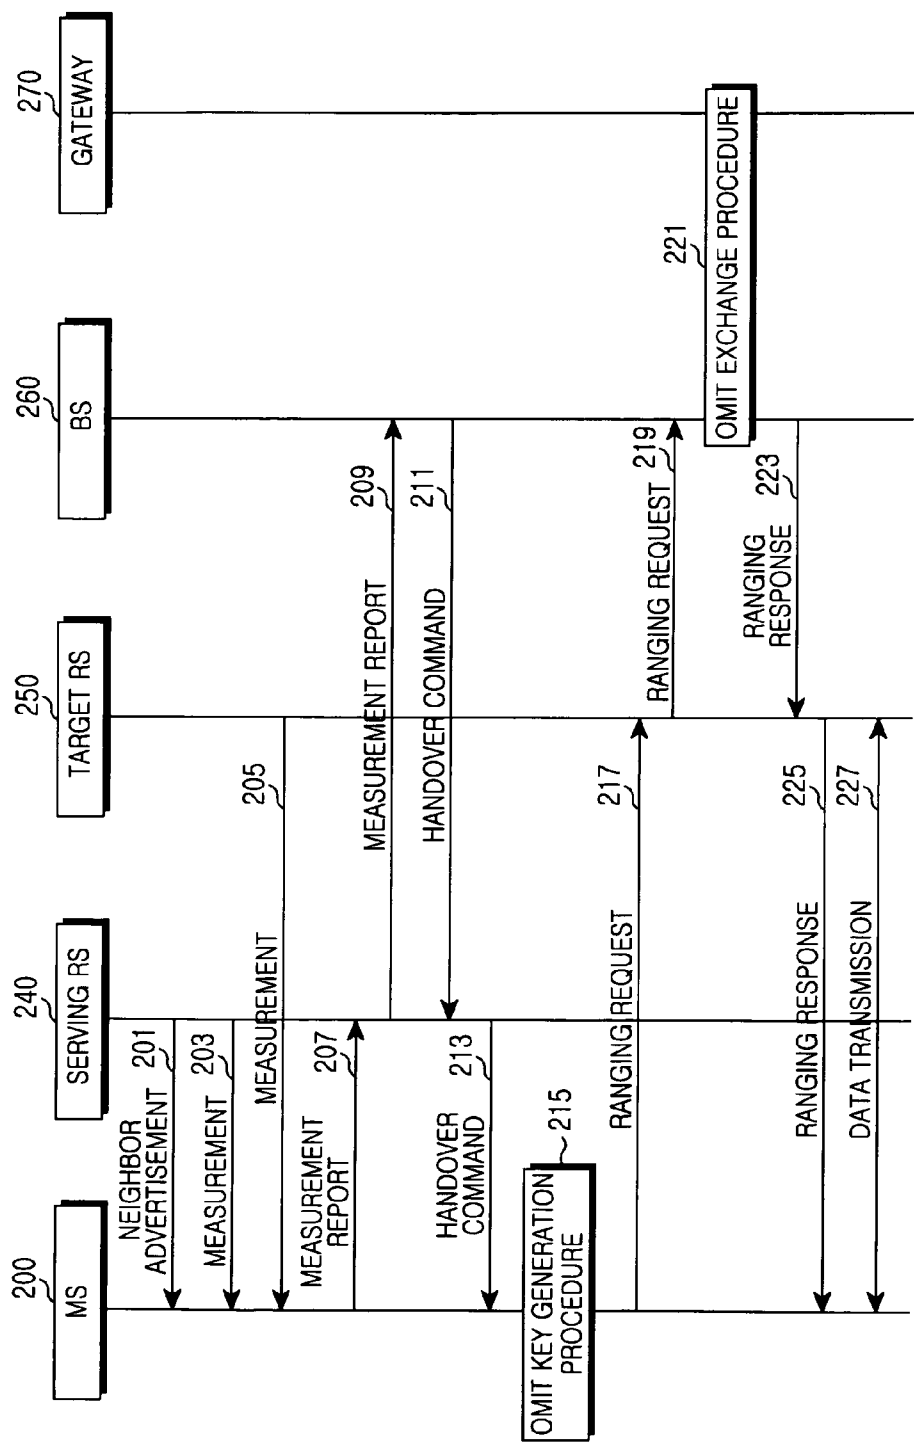 200
MS
240
SERVING RS
250
TARGET RS
260
BS
270
GATEWAY
NEIGHBOR
ADVERTISEMENT
201
MEASUREMENT
203
MEASUREMENT
205
MEASUREMENT
REPORT
207
MEASUREMENT REPORT
209
HANDOVER COMMAND
211
HANDOVER
COMMAND
213
OMIT KEY GENERATION
PROCEDURE
215
RANGING REQUEST
217
RANGING REQUEST
219
OMIT EXCHANGE PROCEDURE
221
RANGING
RESPONSE
223
RANGING RESPONSE
225
DATA TRANSMISSION
227